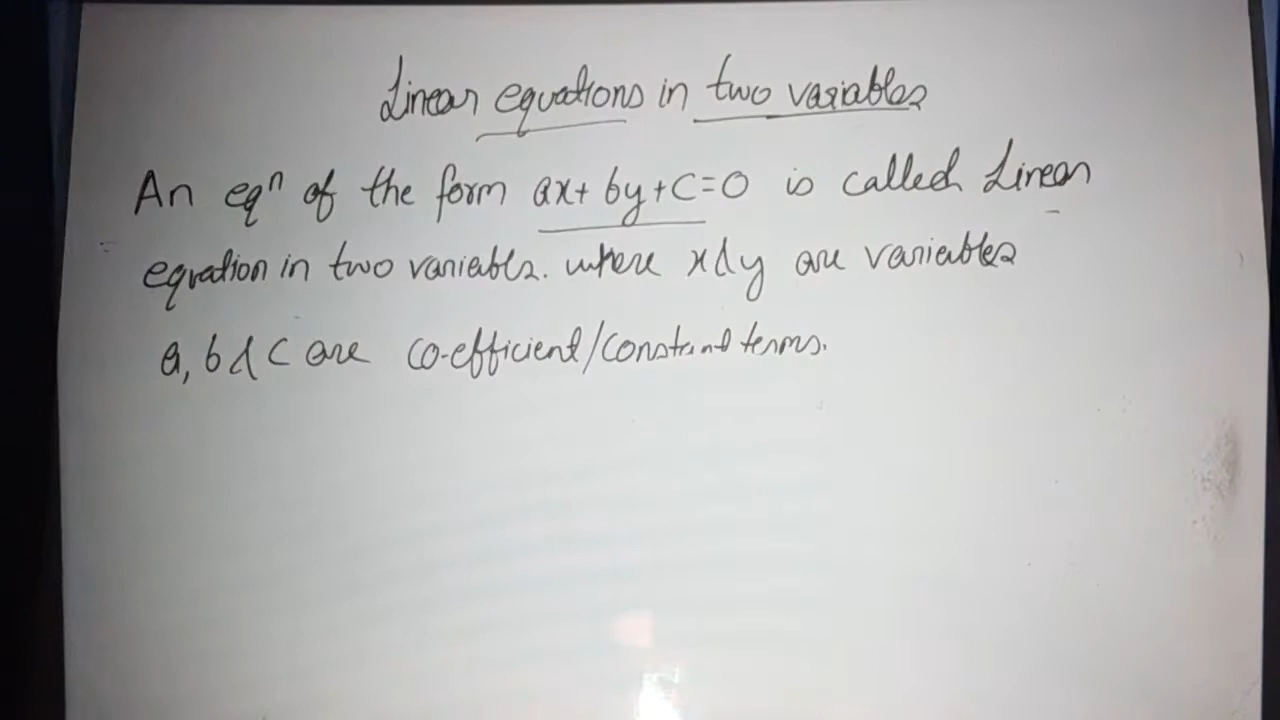 Linear equations in two variables
An eqⁿ of the form ax+by+c=0 is called Linear
equation in two variables. where x & y are variables
a, b & c are co-efficient/constant terms.